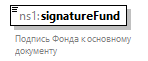 ns1:signatureFund
Подпись Фонда к основному
документу